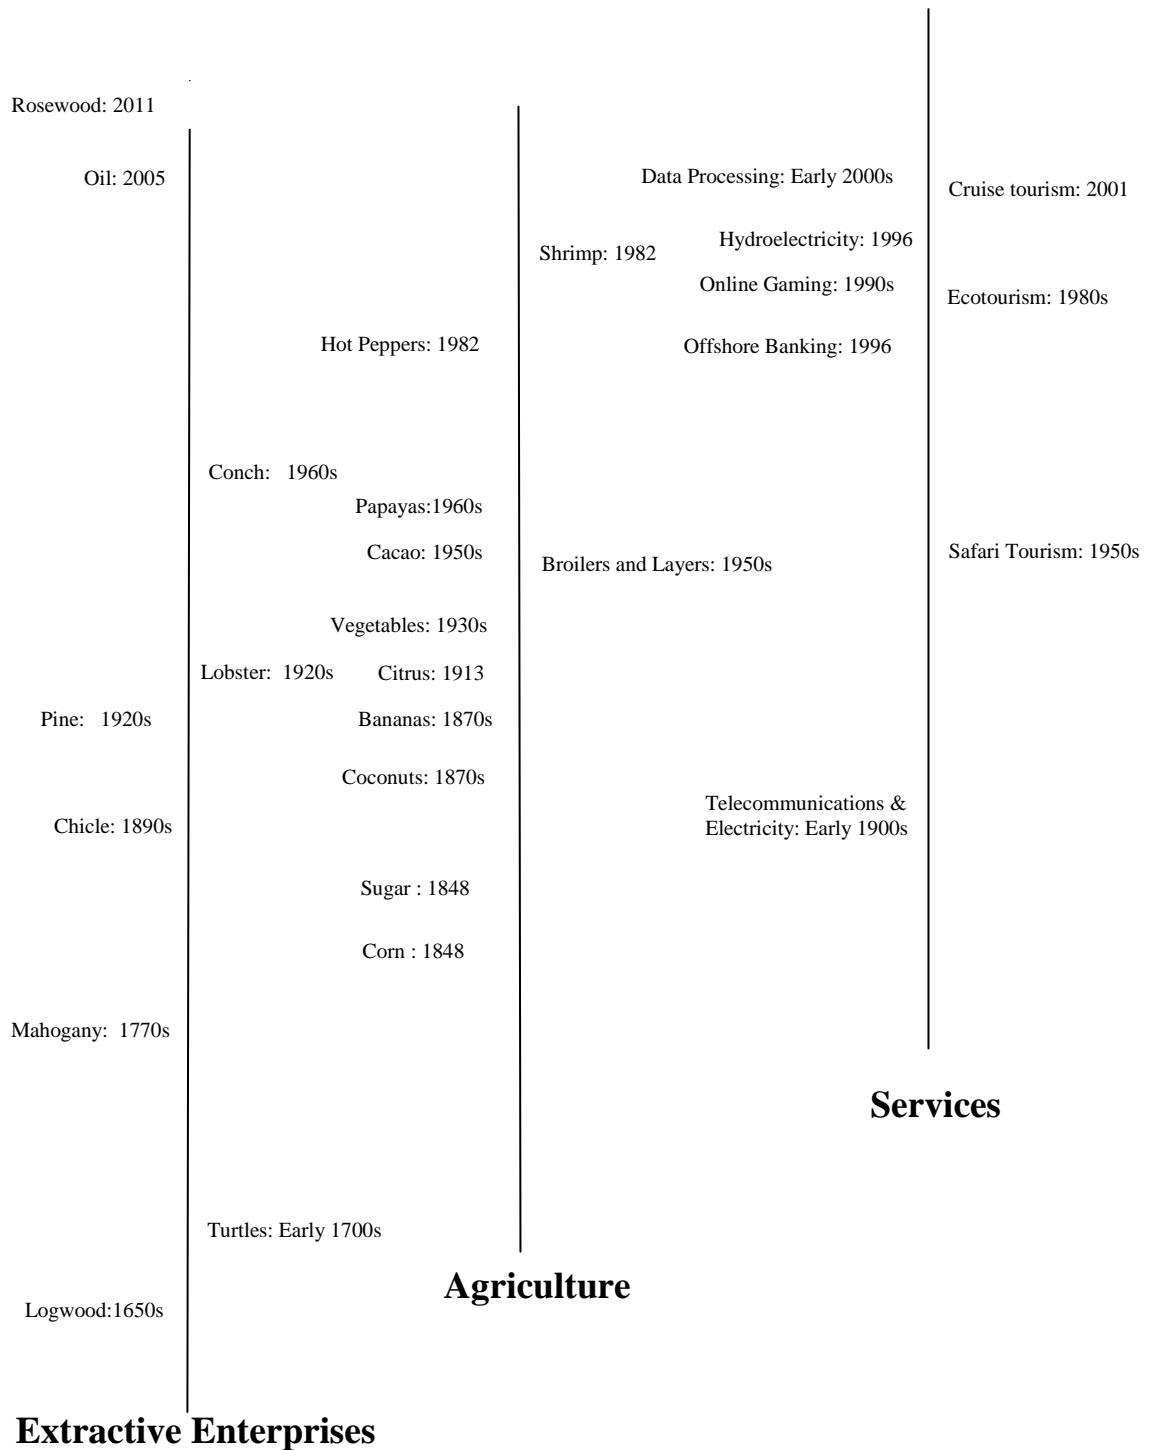 Rosewood: 2011
Oil: 2005
Data Processing: Early 2000s
Cruise tourism: 2001
Hydroelectricity: 1996
Shrimp: 1982
Online Gaming: 1990s
Ecotourism: 1980s
Hot Peppers: 1982
Offshore Banking: 1996
Conch: 1960s
Papayas:1960s
Cacao: 1950s
Broilers and Layers: 1950s
Safari Tourism: 1950s
Vegetables: 1930s
Lobster: 1920s
Citrus: 1913
Pine: 1920s
Bananas: 1870s
Coconuts: 1870s
Telecommunications &
Electricity: Early 1900s
Chicle: 1890s
Sugar : 1848
Corn : 1848
Mahogany: 1770s
Services
Turtles: Early 1700s
Agriculture
Logwood:1650s
Extractive Enterprises